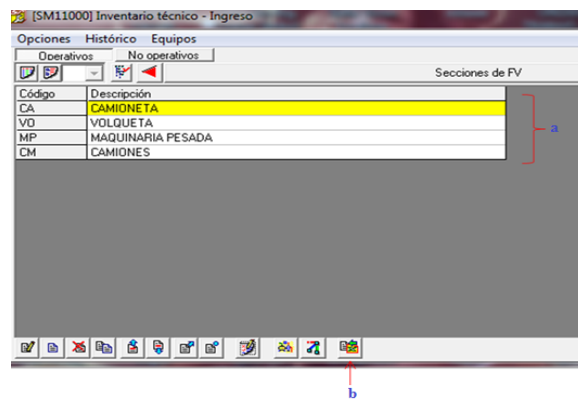 [SM11000] Inventario técnico - Ingreso
Opciones Histórico Equipos
Operativos No operativos
Secciones de FV
Código Descripción
CA CAMIONETA
VO VOLQUETA
MP MAQUINARIA PESADA
CM CAMIONES
a
b